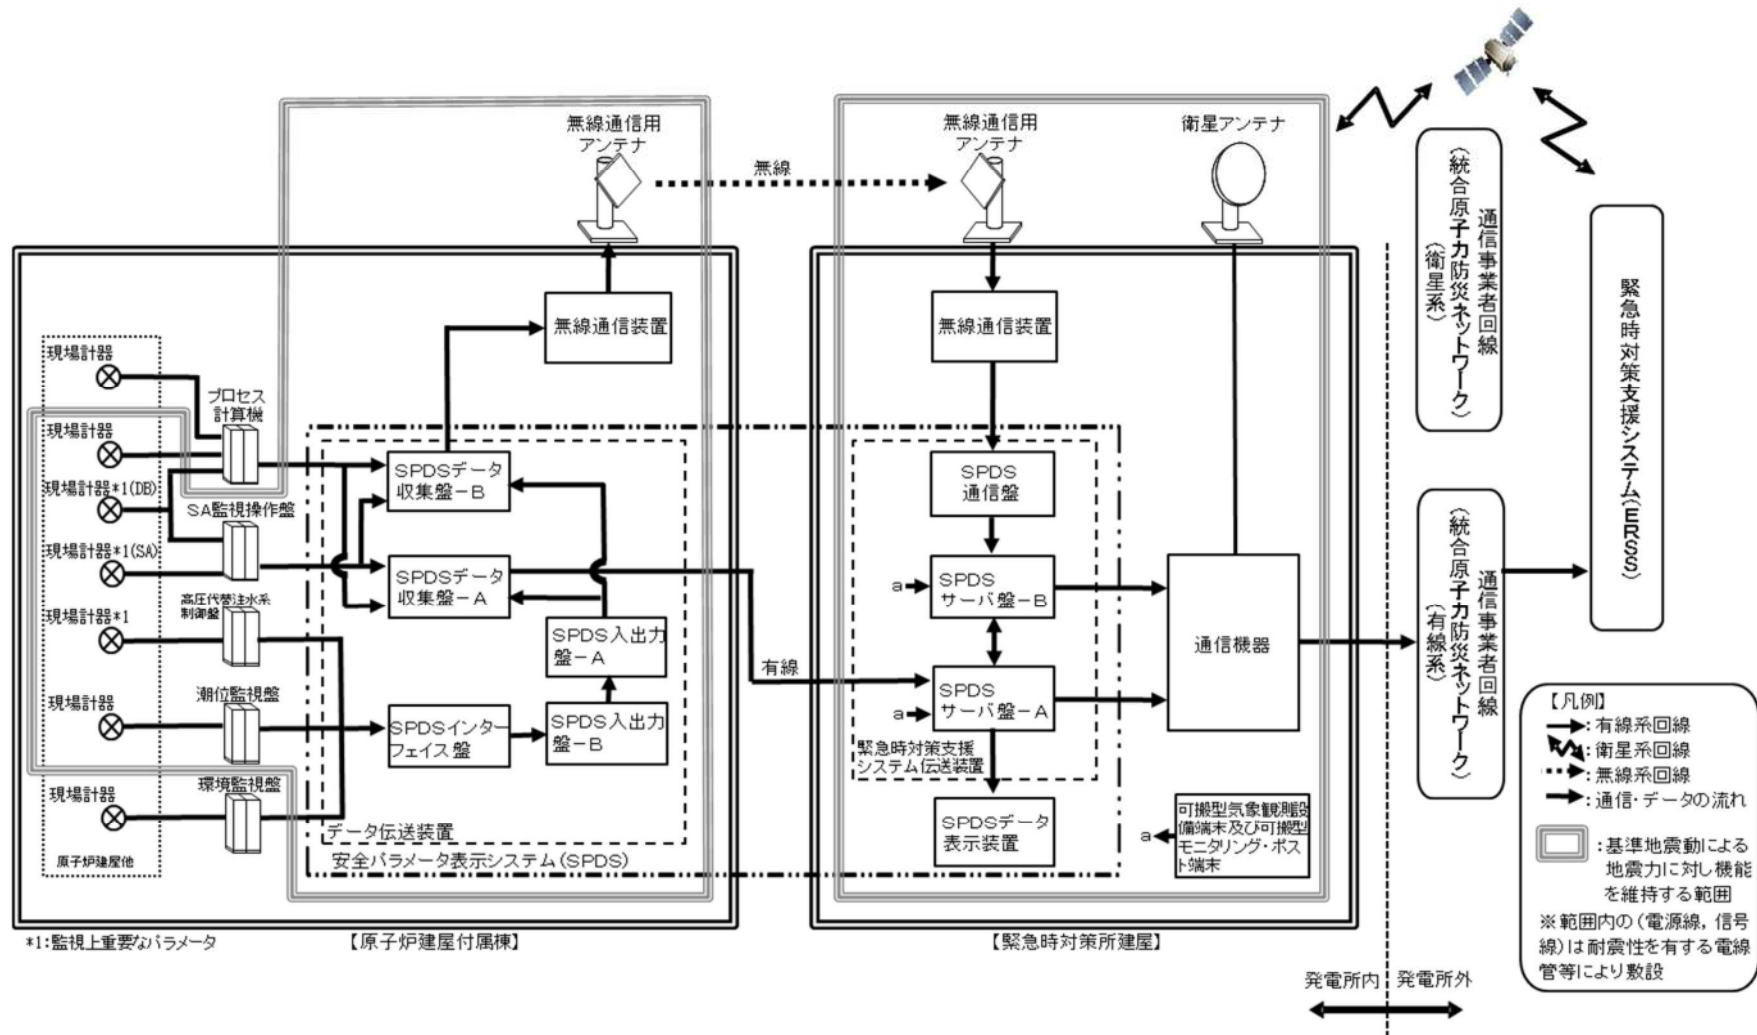 無線通信用
アンテナ
無線
無線通信用
アンテナ
衛星アンテナ
通信事業者回線
(統合原子力防災ネットワーク)
(衛星系)
緊急時対策支援システム(ERSS)
無線通信装置
無線通信装置
現場計器
プロセス
計算機
現場計器
現場計器*1(DB)
SA監視操作盤
現場計器*1(SA)
高圧代替注水系
制御盤
現場計器*1
潮位監視盤
現場計器
環境監視盤
現場計器
原子炉建屋他
SPDSデータ
収集盤-B
SPDSデータ
収集盤-A
SPDS入出力
盤-A
SPDSインター
フェイス盤
SPDS入出力
盤-B
データ伝送装置
安全パラメータ表示システム(SPDS)
有線
SPDS
通信盤
a
SPDS
サーバ盤-B
a
SPDS
サーバ盤-A
緊急時対策支援
システム伝送装置
SPDSデータ
表示装置
通信機器
a
可搬型気象観測設
備端末及び可搬型
モニタリング・ポス
ト端末
通信事業者回線
(統合原子力防災ネットワーク)
(有線系)
【凡例】
:有線系回線
:衛星系回線
:無線系回線
:通信・データの流れ
:基準地震動による
地震力に対し機能
を維持する範囲
※範囲内の(電源線,信号
線)は耐震性を有する電線
管等により敷設
*1:監視上重要なパラメータ
【原子炉建屋付属棟】
【緊急時対策所建屋】
発電所内
発電所外